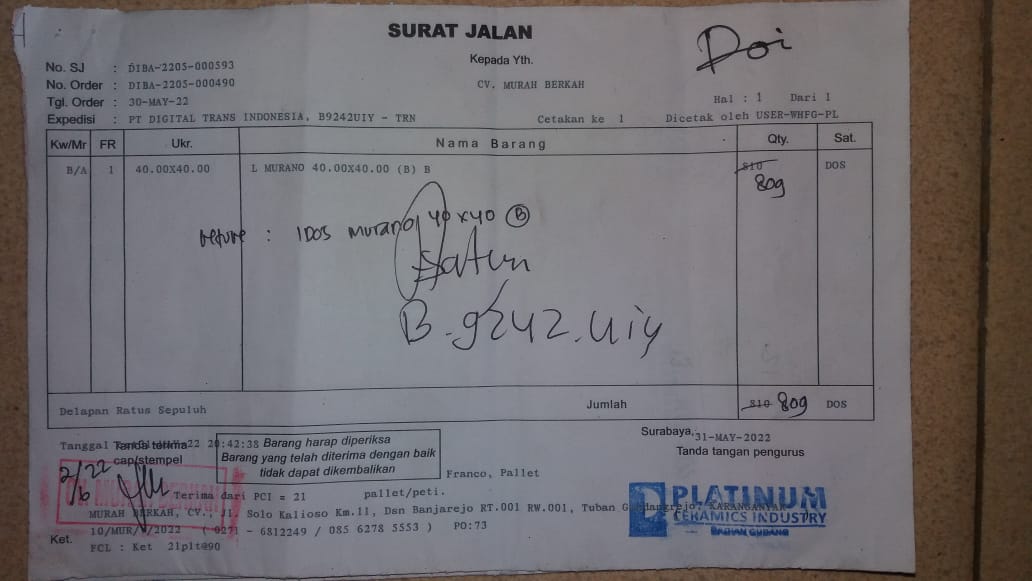 SURAT JALAN
Doi
No. SJ : DIBA-2205-000593
Kepada Yth.
No. Order : DIBA-2205-000490
CV. MURAH BERKAH
Tgl. Order : 30-MAY-22
Hal : 1 Dari 1
Expedisi : PT DIGITAL TRANS INDONESIA, B9242UIY - TRN Cetakan ke 1 Dicetak oleh USER-WHFG-PL
Kw/Mr FR Ukr. Nama Barang Qty. Sat.
B/A 1 40.00X40.00 L MURANO 40.00X40.00 (B) B 810 DOS
809
reture : 1DOS murano 40x40 B
B.9242.uiy
Delapan Ratus Sepuluh Jumlah 810 809 DOS
Surabaya, 31-MAY-2022
Tanggal 22 20:42:38
Tanda terima
cap/stempel
Barang harap diperiksa
Barang yang telah diterima dengan baik
tidak dapat dikembalikan
Tanda tangan pengurus
2/6 22
Franco, Pallet
CV. MURAH BERKAH
Terima dari PCI = 21 pallet/peti.
PLATINUM
CERAMICS INDUSTRY
BAGIAN GUDANG
MURAH BERKAH, CV., Jl. Solo Kalioso Km.11, Dsn Banjarejo RT.001 RW.001, Tuban Gondangrejo, KARANGANYAR
10/MUR/ /2022 (0271 - 6812249 / 085 6278 5553 ) PO:73
Ket.
FCL : Ket 21plt@90